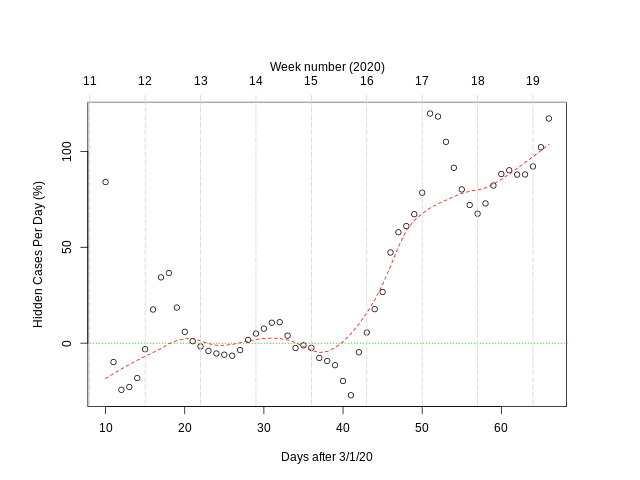 Week number (2020)
11 12 13 14 15 16 17 18 19
Hidden Cases Per Day (%)
100
50
0
10 20 30 40 50 60
Days after 3/1/20